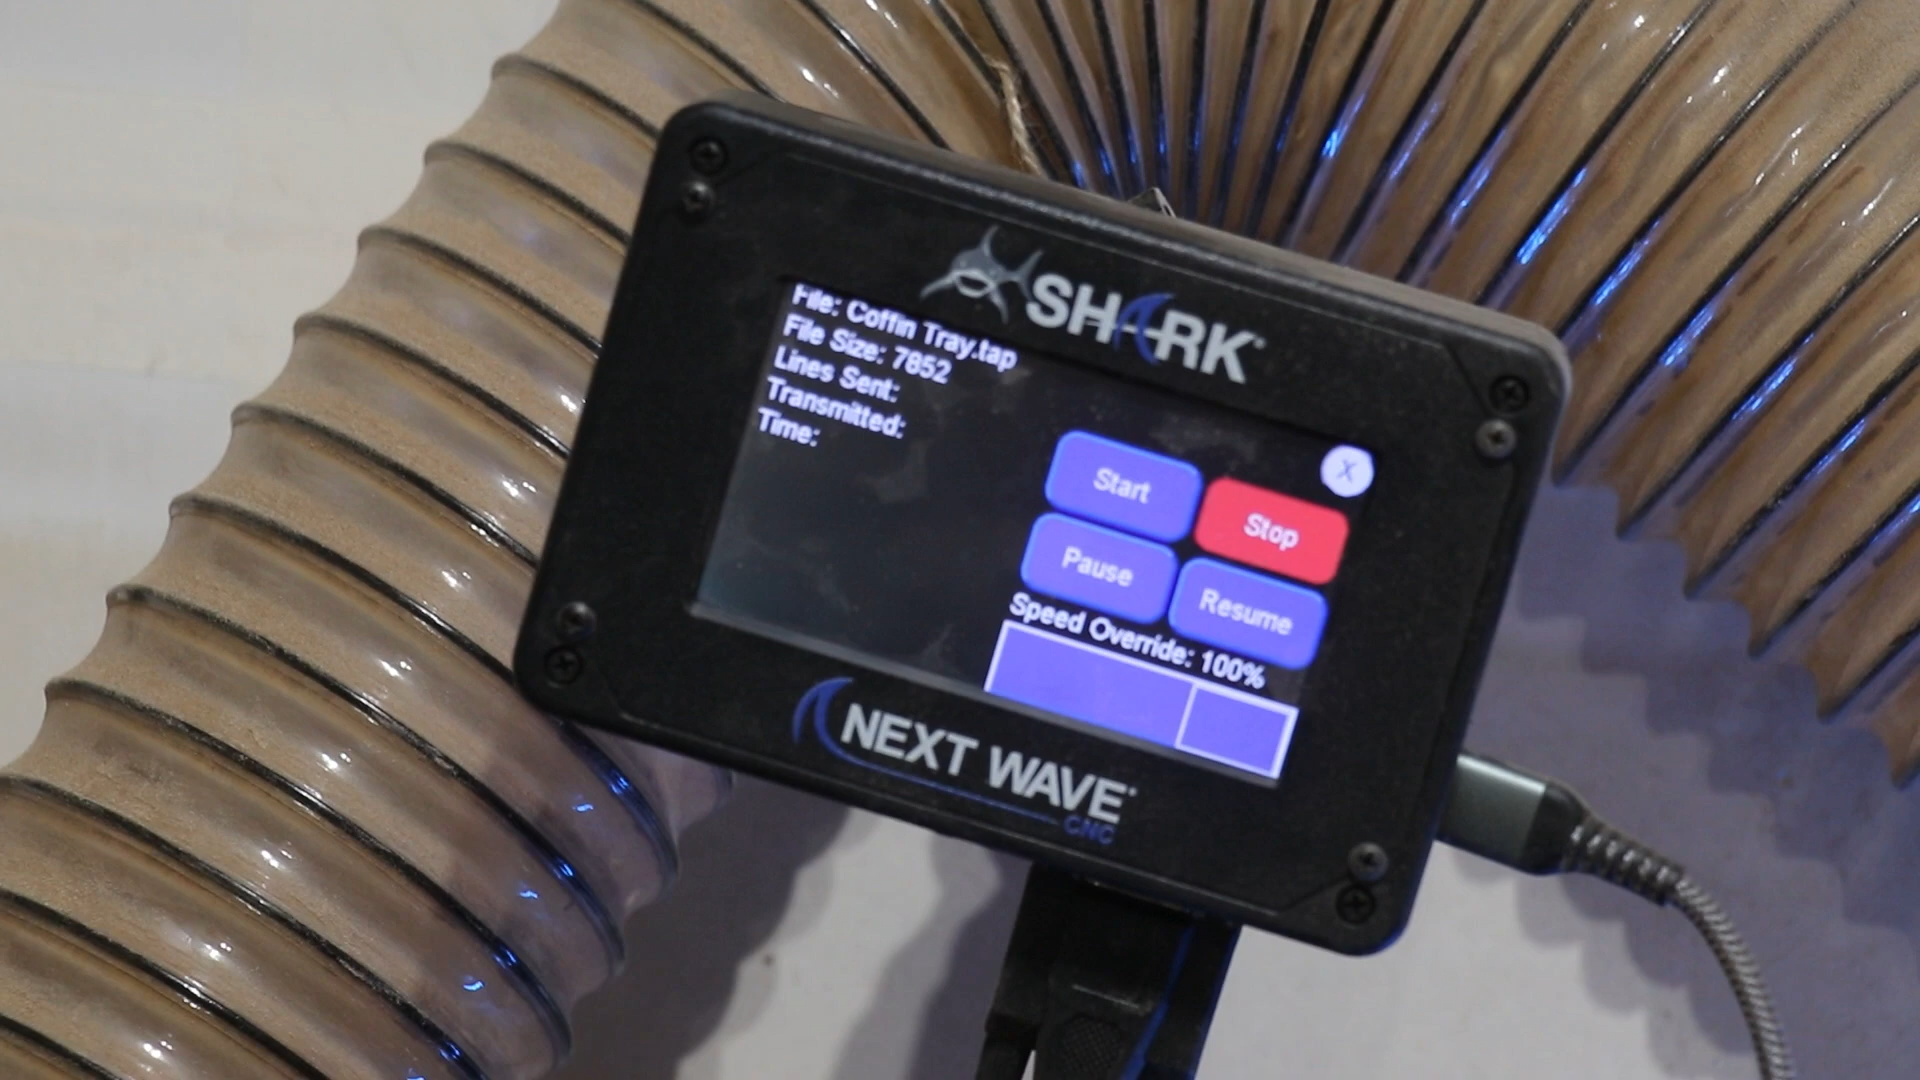 SHARK
File: Coffin Tray.tap
File Size: 7852
Lines Sent:
Transmitted:
Time:
X
Start
Stop
Pause
Resume
Speed Override: 100%
NEXT WAVE
CNC